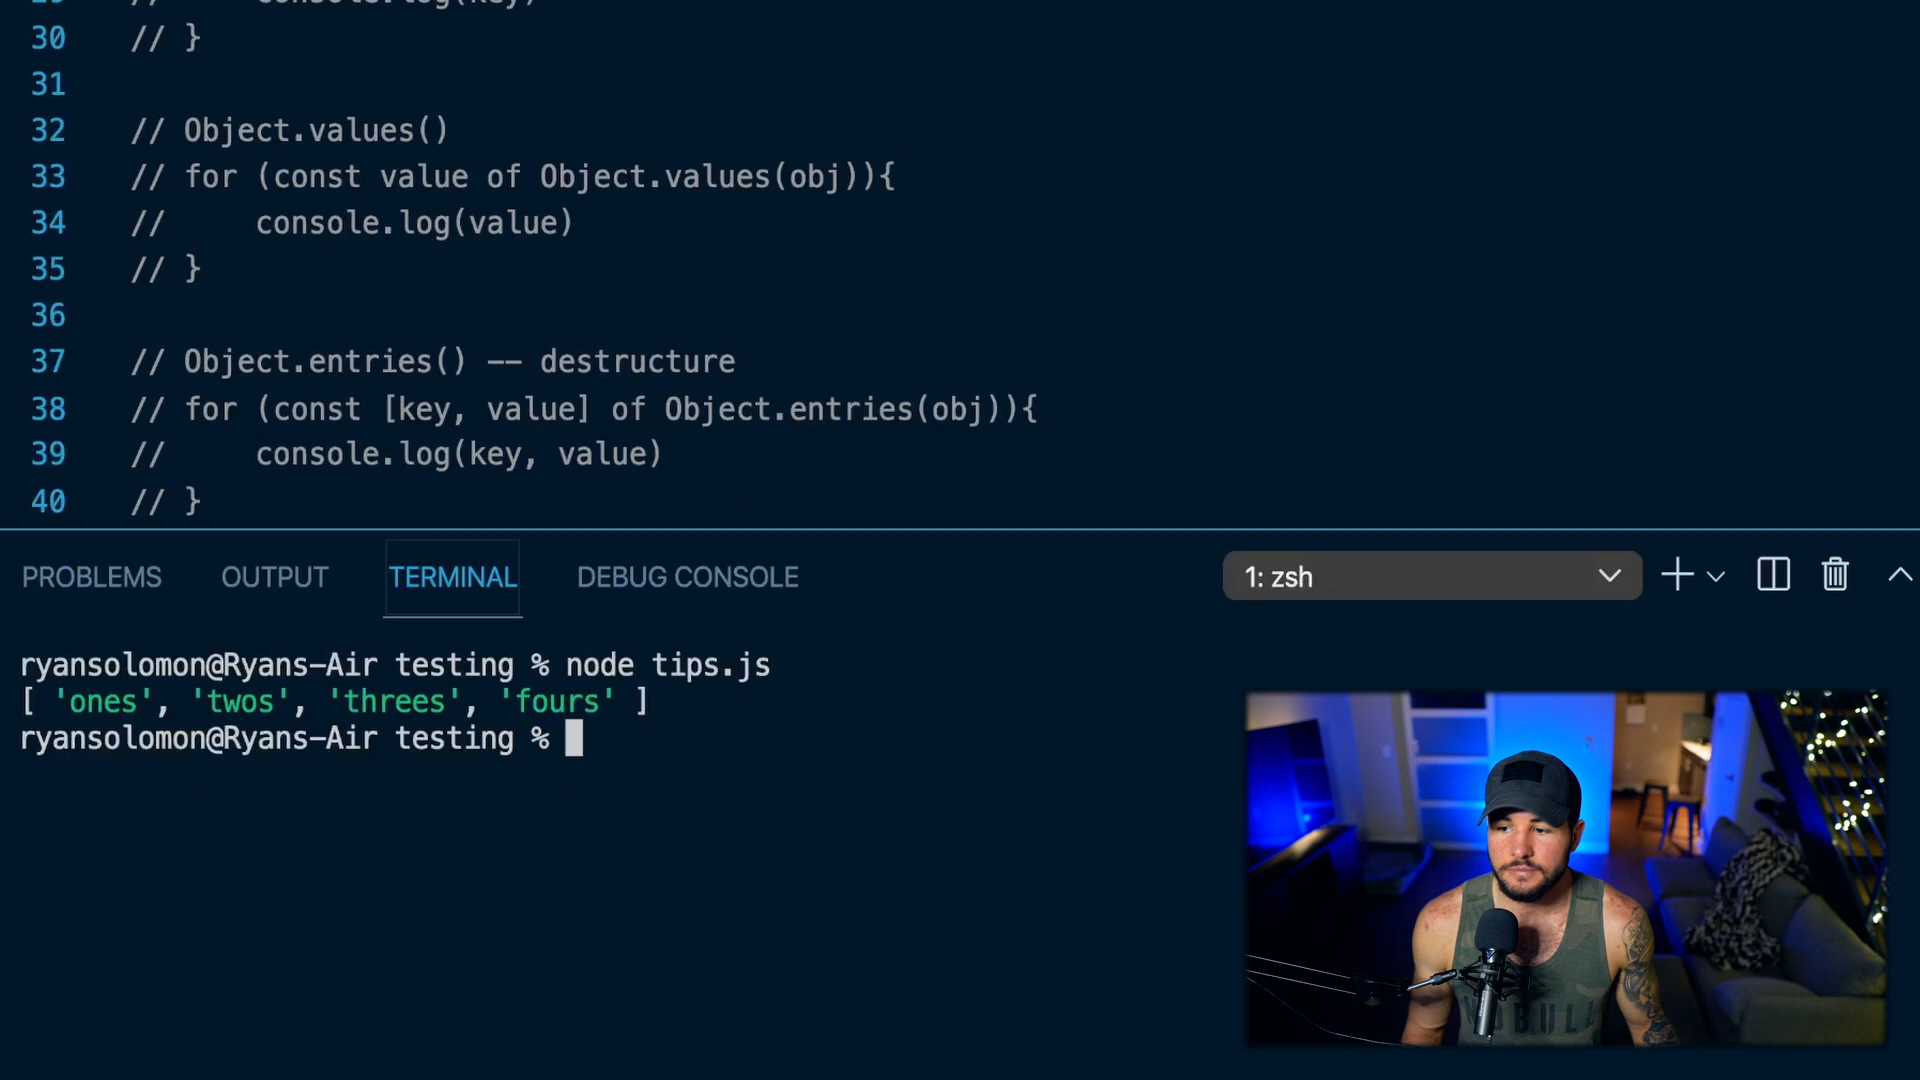 // console.log(key)
30 // }
31
32 // Object.values()
33 // for (const value of Object.values(obj)){
34 // console.log(value)
35 // }
36
37 // Object.entries() -- destructure
38 // for (const [key, value] of Object.entries(obj)){
39 // console.log(key, value)
40 // }
PROBLEMS OUTPUT TERMINAL DEBUG CONSOLE 1: zsh
ryansolomon@Ryans-Air testing % node tips.js
[ 'ones', 'twos', 'threes', 'fours' ]
ryansolomon@Ryans-Air testing %